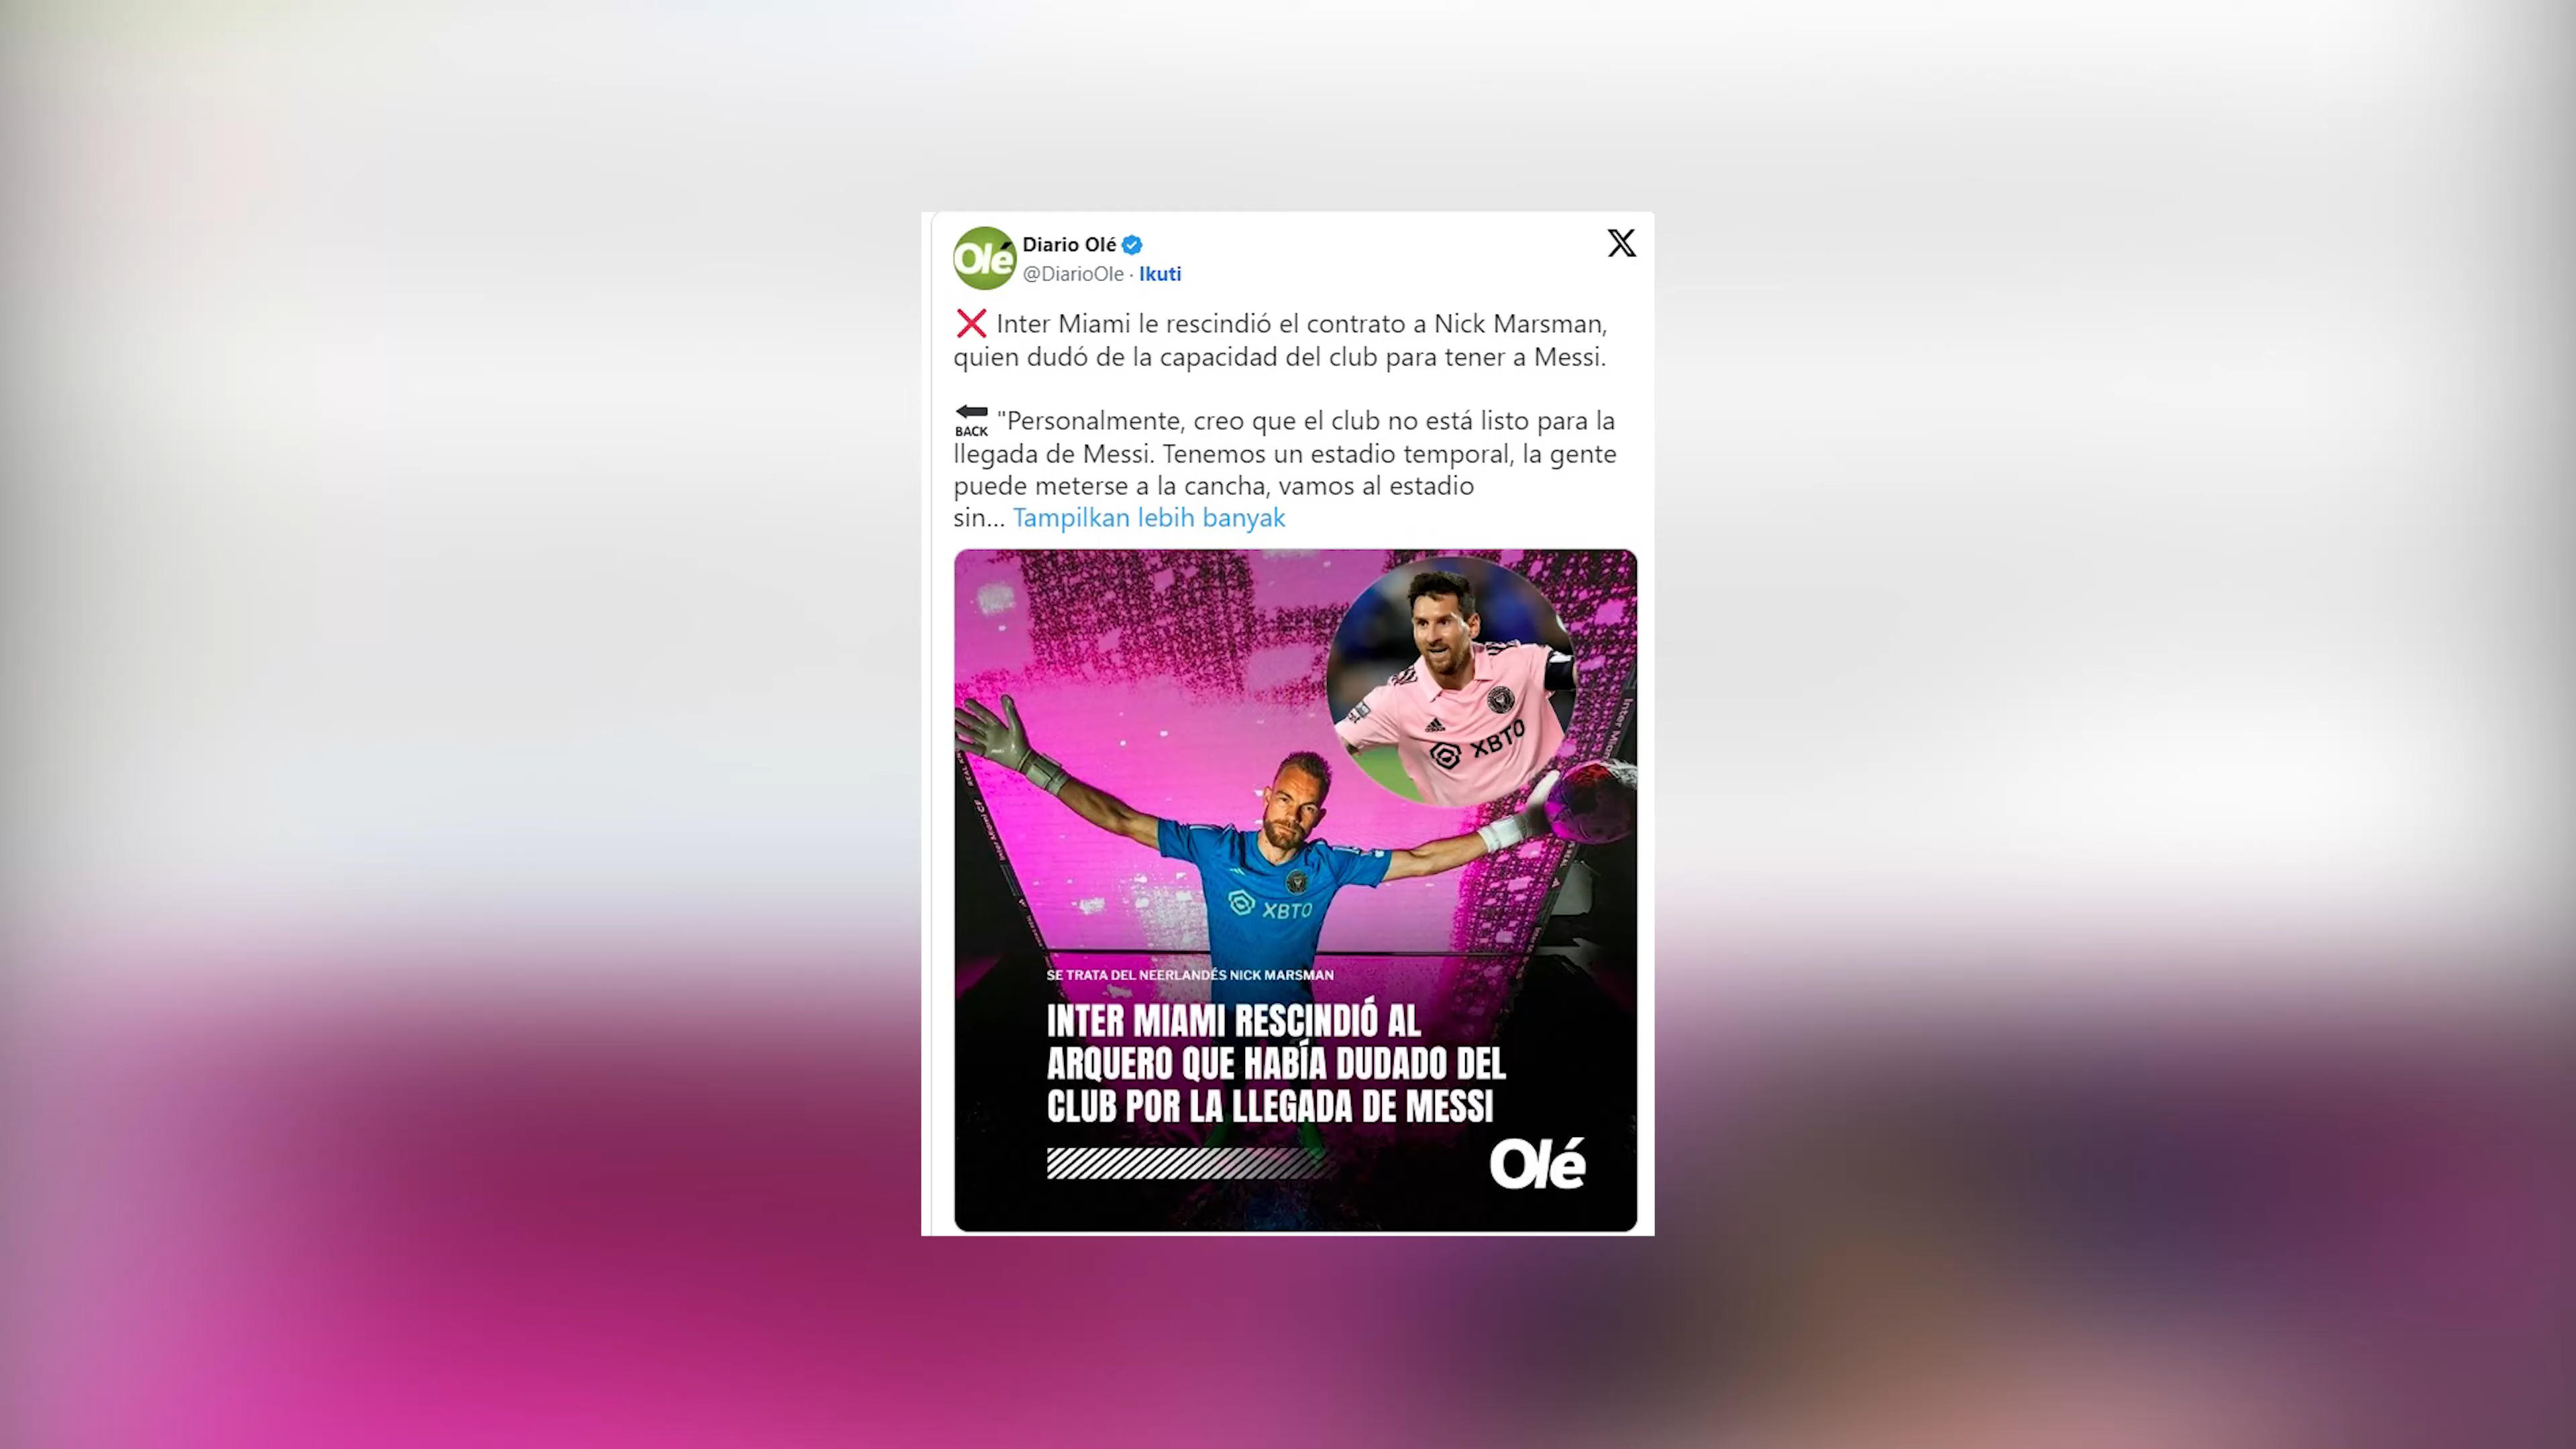 Olé
Diario Olé
@DiarioOle · Ikuti
Inter Miami le rescindió el contrato a Nick Marsman,
quien dudó de la capacidad del club para tener a Messi.
BACK "Personalmente, creo que el club no está listo para la
llegada de Messi. Tenemos un estadio temporal, la gente
puede meterse a la cancha, vamos al estadio
sin... Tampilkan lebih banyak
XBTO
XBTO
Inter Miami CF
SE TRATA DEL NEERLANDÉS NICK MARSMAN
INTER MIAMI RESCINDIÓ AL
ARQUERO QUE HABÍA DUDADO DEL
CLUB POR LA LLEGADA DE MESSI
Olé